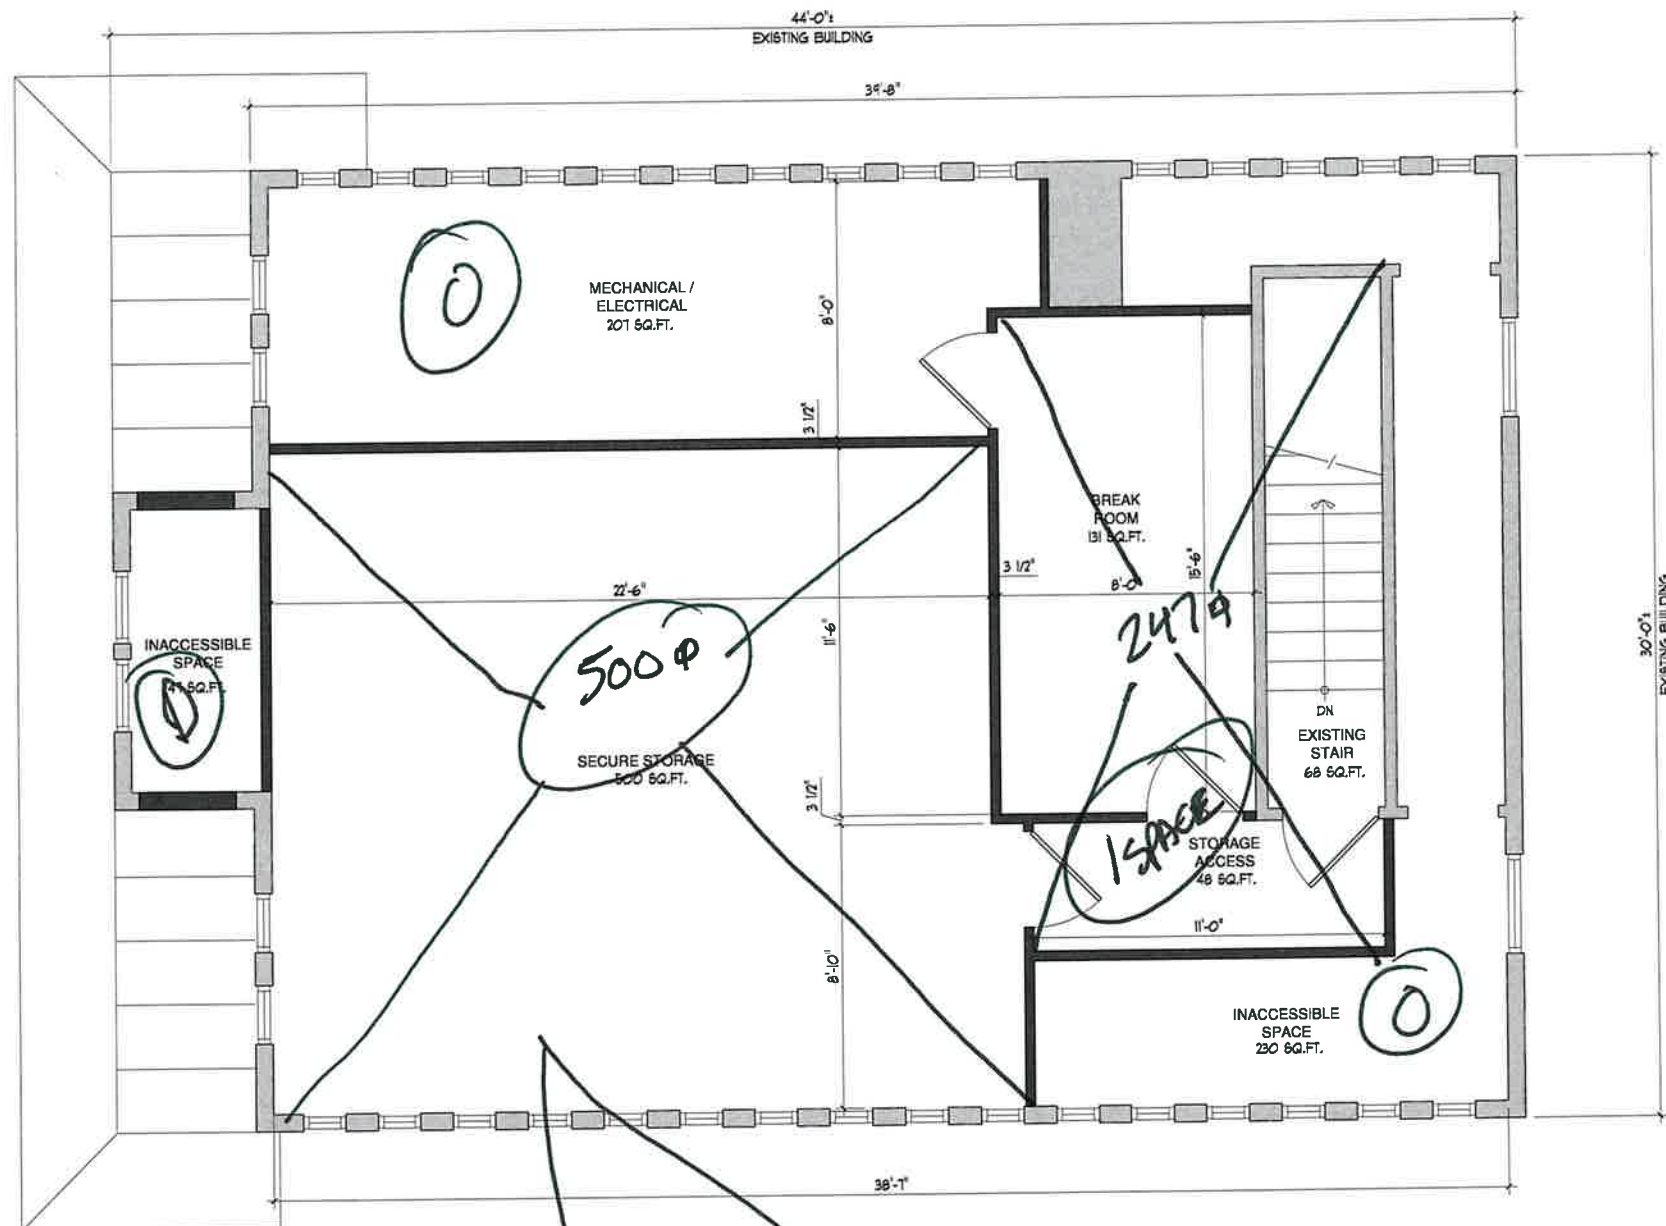 44'-0"±
EXISTING BUILDING
39'-8"
MECHANICAL /
ELECTRICAL
207 SQ.FT.
0
8'-0"
3 1/2"
BREAK
ROOM
131 SQ.FT.
3 1/2"
8'-0"
15'-6"
22'-6"
11'-6"
500 φ
SECURE STORAGE
500 SQ.FT.
247 φ
INACCESSIBLE
SPACE
47 SQ.FT.
0
DN
EXISTING
STAIR
68 SQ.FT.
30'-0"±
EXISTING BUILDING
3 1/2"
1 SPACE
STORAGE
ACCESS
48 SQ.FT.
11'-0"
8'-10"
INACCESSIBLE
SPACE
230 SQ.FT.
0
38'-7"